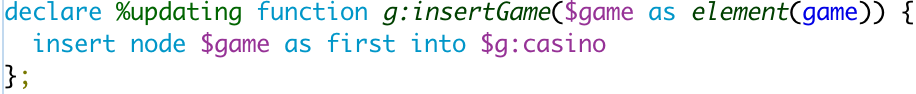 declare %updating function g:insertGame($game as element(game)) {
  insert node $game as first into $g:casino
};